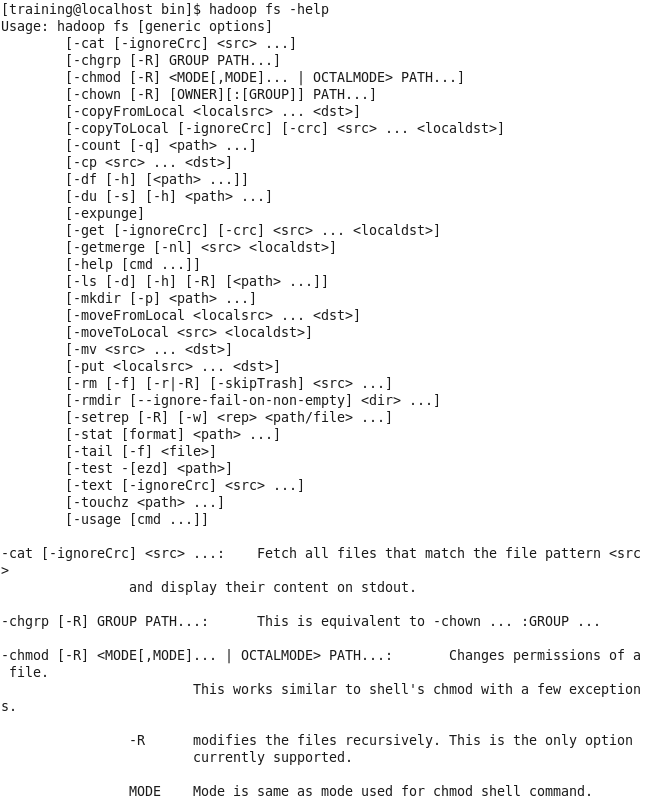 [training@localhost bin]$ hadoop fs -help
Usage: hadoop fs [generic options]
        [-cat [-ignoreCrc] <src> ...]
        [-chgrp [-R] GROUP PATH...]
        [-chmod [-R] <MODE[,MODE]... | OCTALMODE> PATH...]
        [-chown [-R] [OWNER][:[GROUP]] PATH...]
        [-copyFromLocal <localsrc> ... <dst>]
        [-copyToLocal [-ignoreCrc] [-crc] <src> ... <localdst>]
        [-count [-q] <path> ...]
        [-cp <src> ... <dst>]
        [-df [-h] [<path> ...]]
        [-du [-s] [-h] <path> ...]
        [-expunge]
        [-get [-ignoreCrc] [-crc] <src> ... <localdst>]
        [-getmerge [-nl] <src> <localdst>]
        [-help [cmd ...]]
        [-ls [-d] [-h] [-R] [<path> ...]]
        [-mkdir [-p] <path> ...]
        [-moveFromLocal <localsrc> ... <dst>]
        [-moveToLocal <src> <localdst>]
        [-mv <src> ... <dst>]
        [-put <localsrc> ... <dst>]
        [-rm [-f] [-r|-R] [-skipTrash] <src> ...]
        [-rmdir [--ignore-fail-on-non-empty] <dir> ...]
        [-setrep [-R] [-w] <rep> <path/file> ...]
        [-stat [format] <path> ...]
        [-tail [-f] <file>]
        [-test -[ezd] <path>]
        [-text [-ignoreCrc] <src> ...]
        [-touchz <path> ...]
        [-usage [cmd ...]]

-cat [-ignoreCrc] <src> ...:    Fetch all files that match the file pattern <src
>
                and display their content on stdout.

-chgrp [-R] GROUP PATH...:      This is equivalent to -chown ... :GROUP ...

-chmod [-R] <MODE[,MODE]... | OCTALMODE> PATH...:       Changes permissions of a
 file.
                        This works similar to shell's chmod with a few exception
s.

                -R      modifies the files recursively. This is the only option
                        currently supported.

                MODE    Mode is same as mode used for chmod shell command.